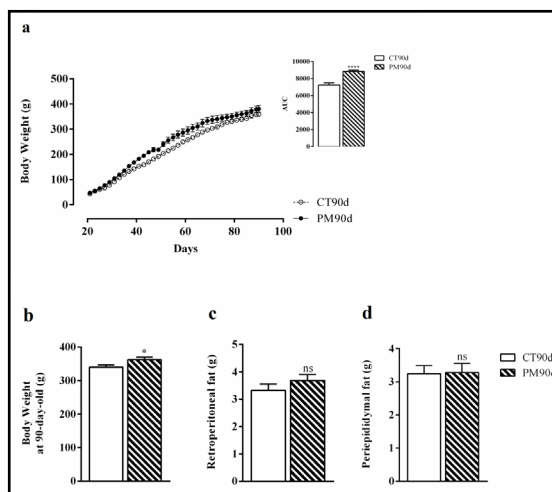 a
CT90d
PM90d
10000
8000
6000
4000
2000
0
AUC
****
500
400
300
200
100
0
Body Weight (g)
20
40
60
80
100
Days
CT90d
PM90d
b
400
300
200
100
0
Body Weight
at 90-day-old (g)
*
c
4
3
2
1
0
Retroperitoneal fat (g)
ns
d
4
3
2
1
0
Periepididymal fat (g)
ns
CT90d
PM90d